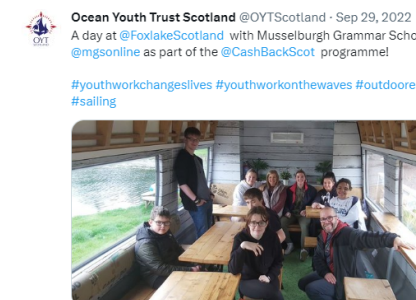 OYT
Ocean Youth Trust Scotland @OYTScotland · Sep 29, 2022
A day at @FoxlakeScotland with Musselburgh Grammar Scho
@mgsonline as part of the @CashBackScot programme!
#youthworkchangeslives #youthworkonthewaves #outdoore
#sailing